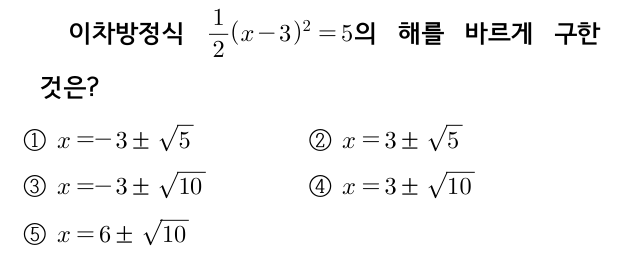 이차방정식 1/2(x−3)²=5의 해를 바르게 구한
것은?
① x=−3±√5 ② x=3±√5
③ x=−3±√10 ④ x=3±√10
⑤ x=6±√10